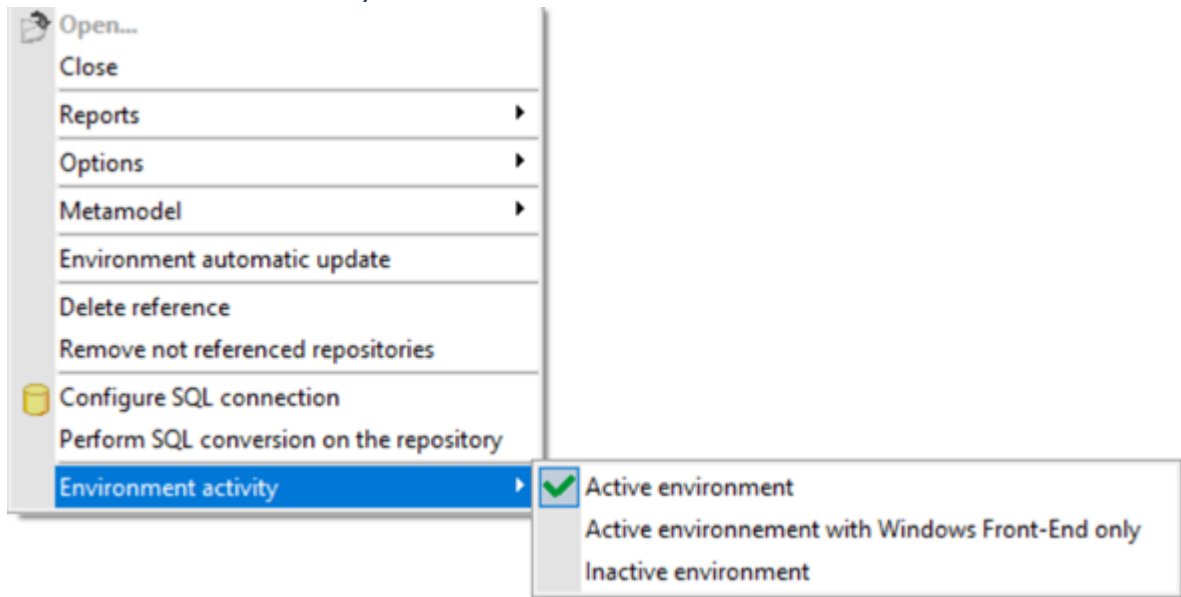 Open...
Close
Reports
Options
Metamodel
Environment automatic update
Delete reference
Remove not referenced repositories
Configure SQL connection
Perform SQL conversion on the repository
Environment activity
Active environment
Active environnement with Windows Front-End only
Inactive environment